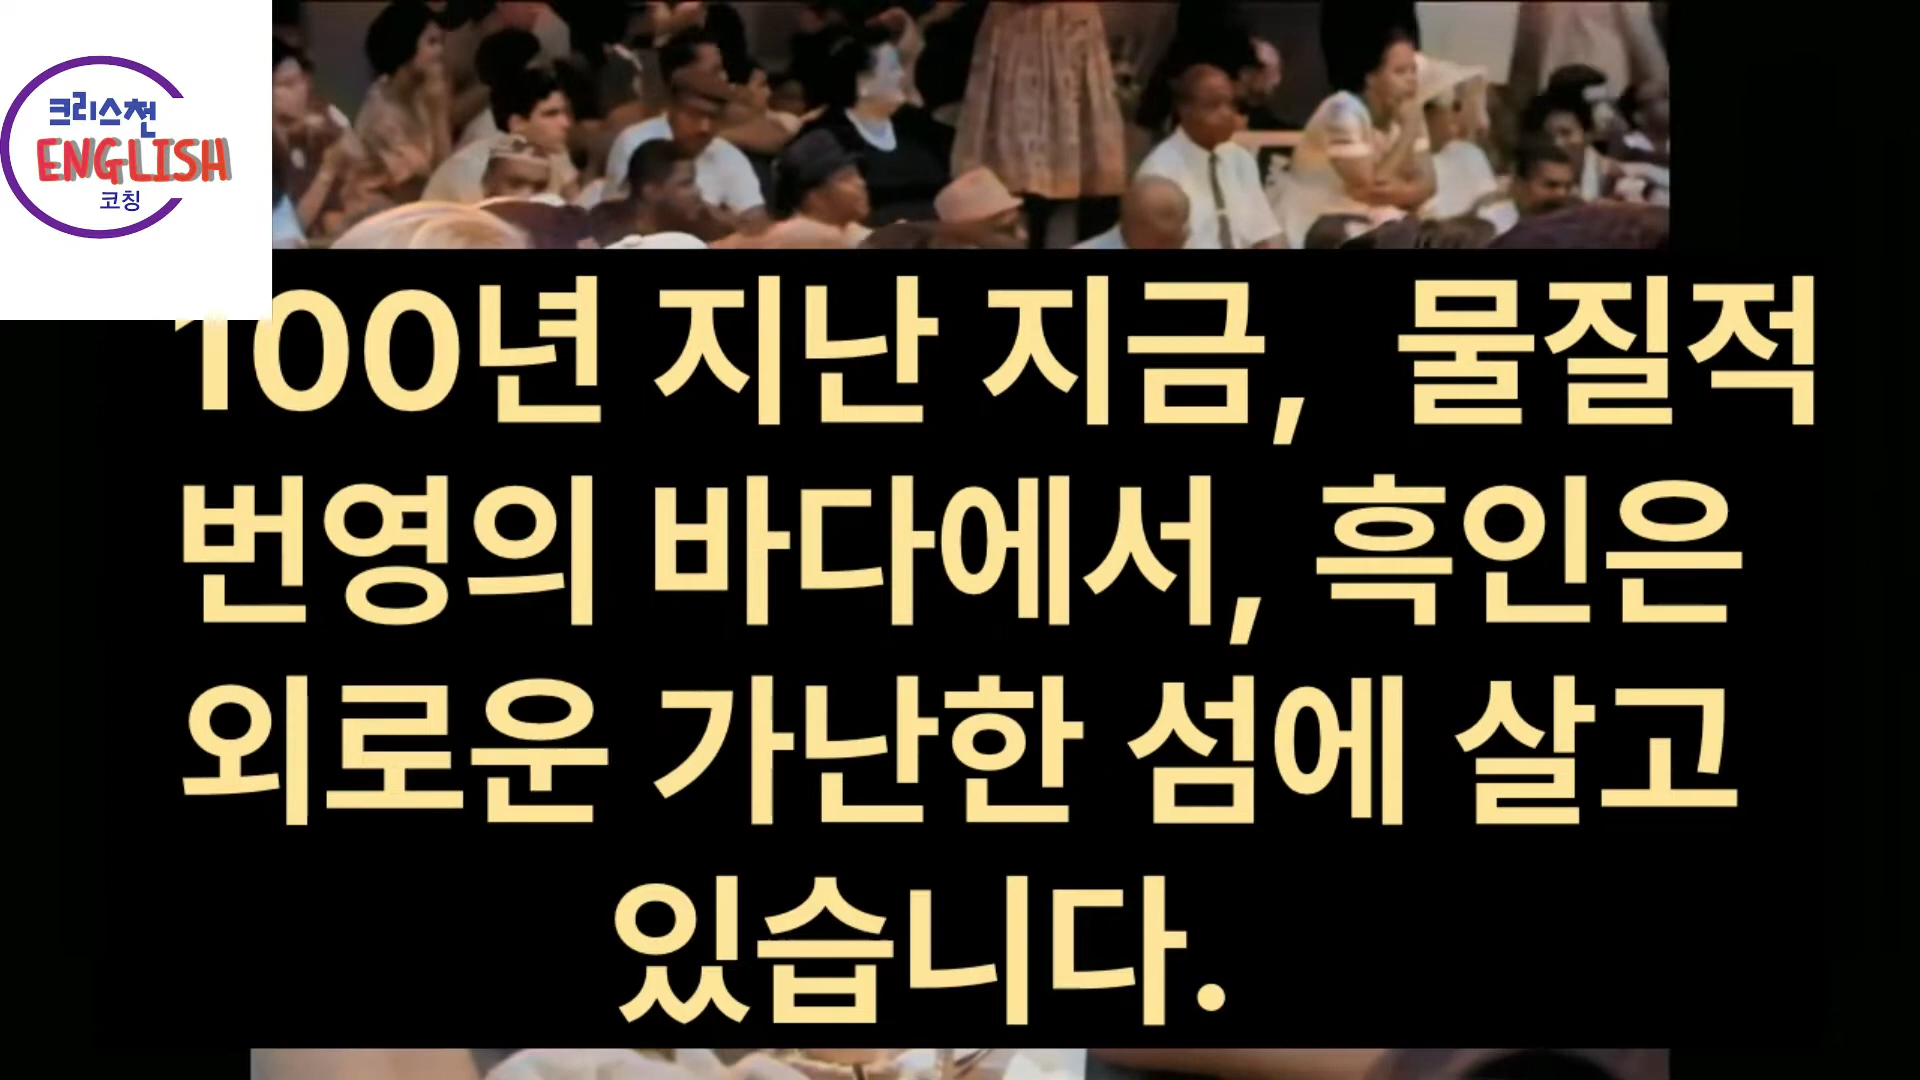 크리스천
ENGLISH
코칭
100년 지난 지금, 물질적
번영의 바다에서, 흑인은
외로운 가난한 섬에 살고
있습니다.